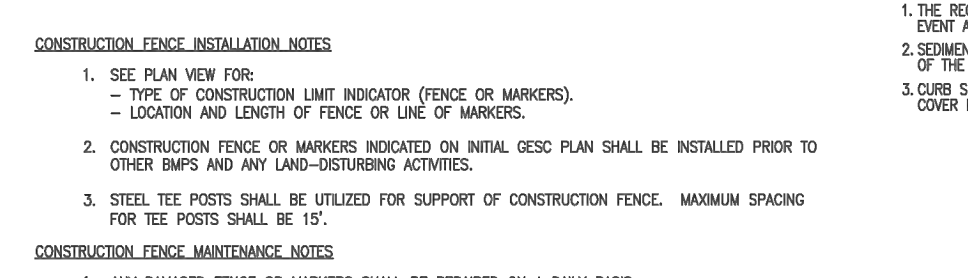 CONSTRUCTION FENCE INSTALLATION NOTES
1. SEE PLAN VIEW FOR:
– TYPE OF CONSTRUCTION LIMIT INDICATOR (FENCE OR MARKERS).
– LOCATION AND LENGTH OF FENCE OR LINE OF MARKERS.
2. CONSTRUCTION FENCE OR MARKERS INDICATED ON INITIAL GESC PLAN SHALL BE INSTALLED PRIOR TO
OTHER BMPS AND ANY LAND–DISTURBING ACTIVITIES.
3. STEEL TEE POSTS SHALL BE UTILIZED FOR SUPPORT OF CONSTRUCTION FENCE. MAXIMUM SPACING
FOR TEE POSTS SHALL BE 15'.
CONSTRUCTION FENCE MAINTENANCE NOTES
1. THE
EVENT
2. 
OF THE
3. CURB
COVER